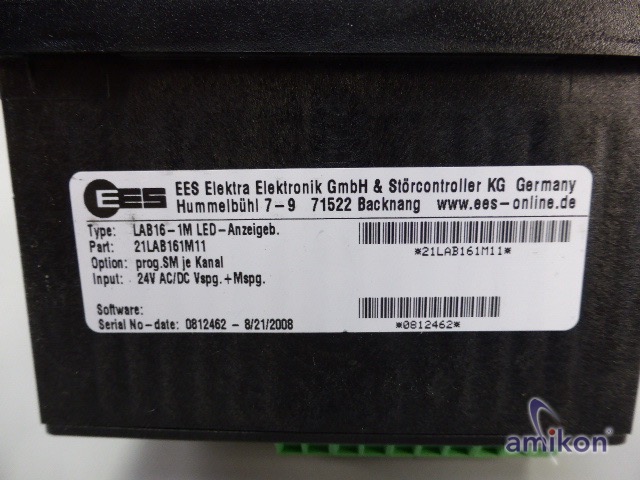 EES EES Elektra Elektronik GmbH & Störcontroller KG Germany
Hummelbühl 7-9 71522 Backnang www.ees-online.de
Type: LAB16-1M LED-Anzeigeb.
Part: 21LAB161M11
*21LAB161M11*
Option: prog.SM je Kanal
Input: 24V AC/DC Vspg.+Mspg.
Software:
Serial No-date: 0812462 - 8/21/2008
*0812462*
amikon